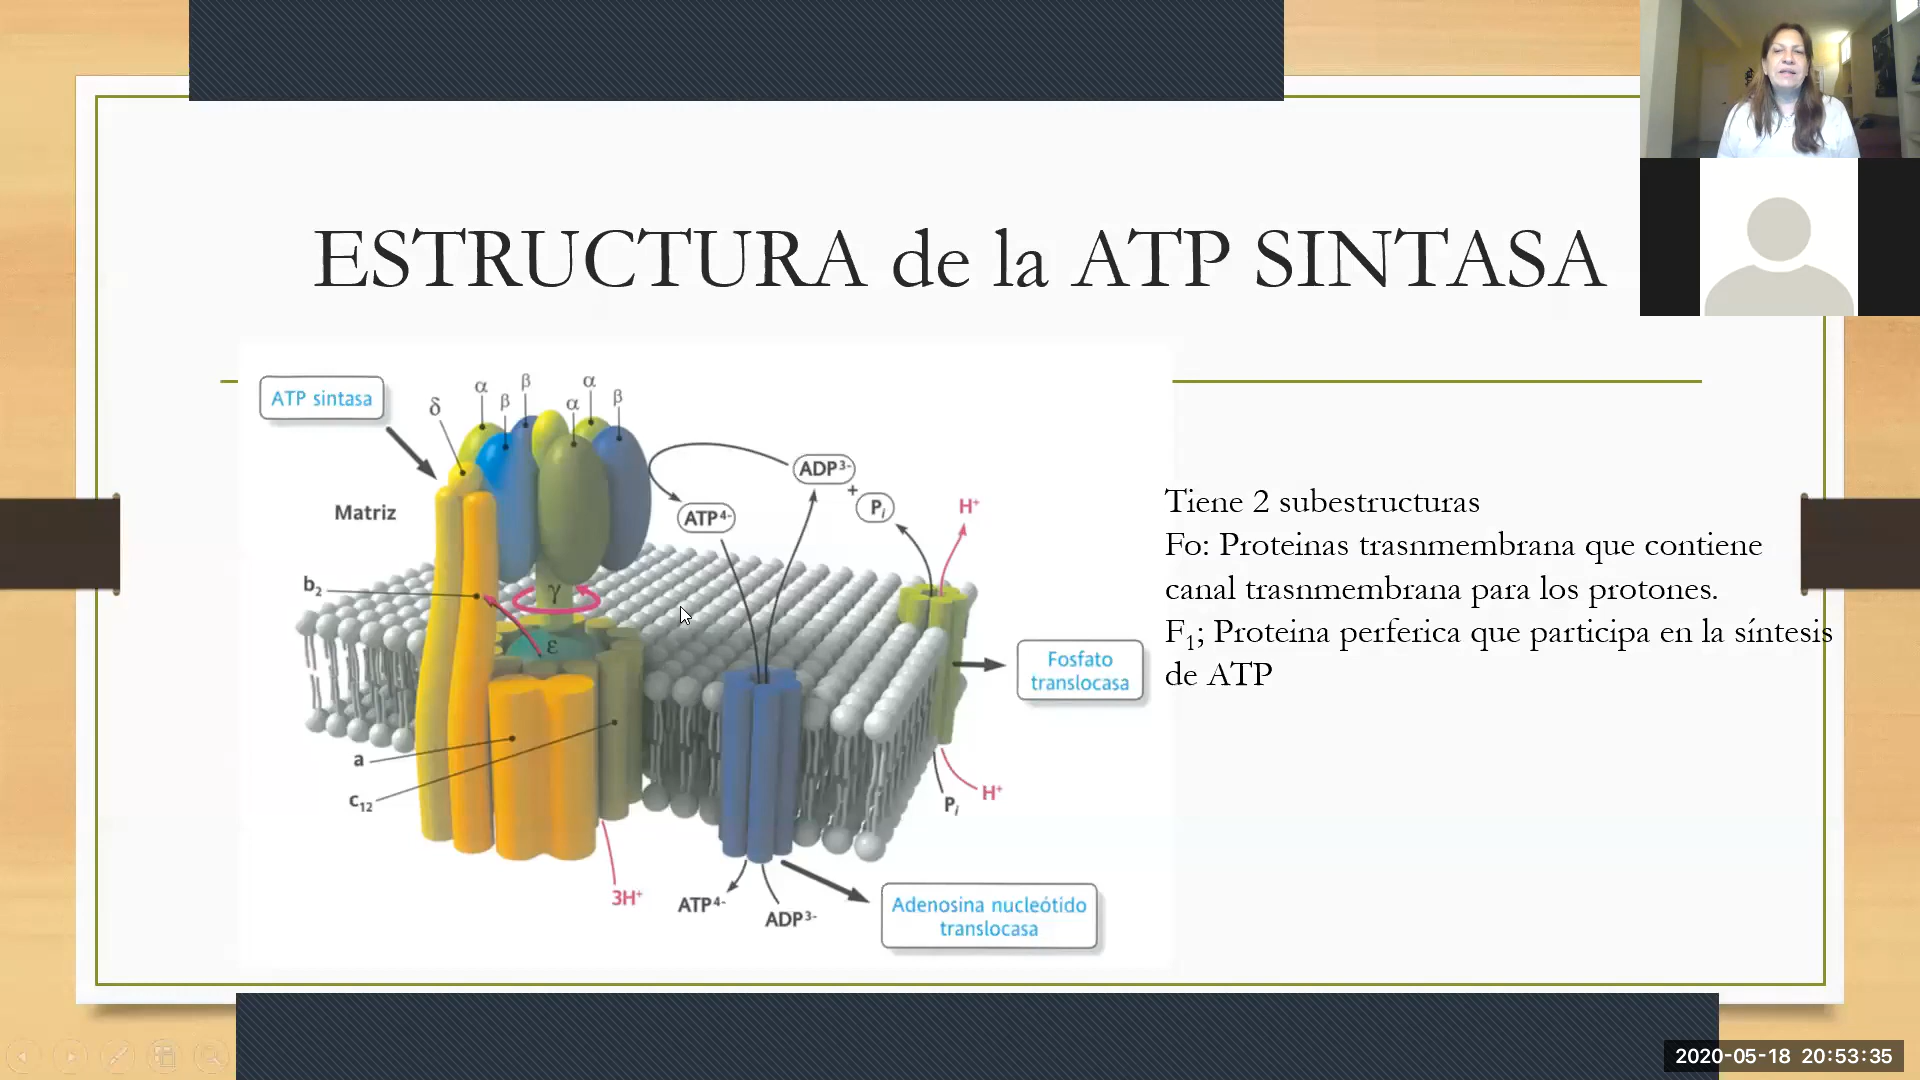 ESTRUCTURA de la ATP SINTASA
ATP sintasa
δ
α
β
β
α
α
β
Matriz
b2
γ
ε
a
c12
3H+
ADP3-
+
Pi
ATP4-
H+
Fosfato
translocasa
Pi
H+
ATP4-
ADP3-
Adenosina nucleótido
translocasa
Tiene 2 subestructuras
Fo: Proteinas trasnmembrana que contiene
canal trasnmembrana para los protones.
F1; Proteina perferica que participa en la síntesis
de ATP
2020-05-18 20:53:35